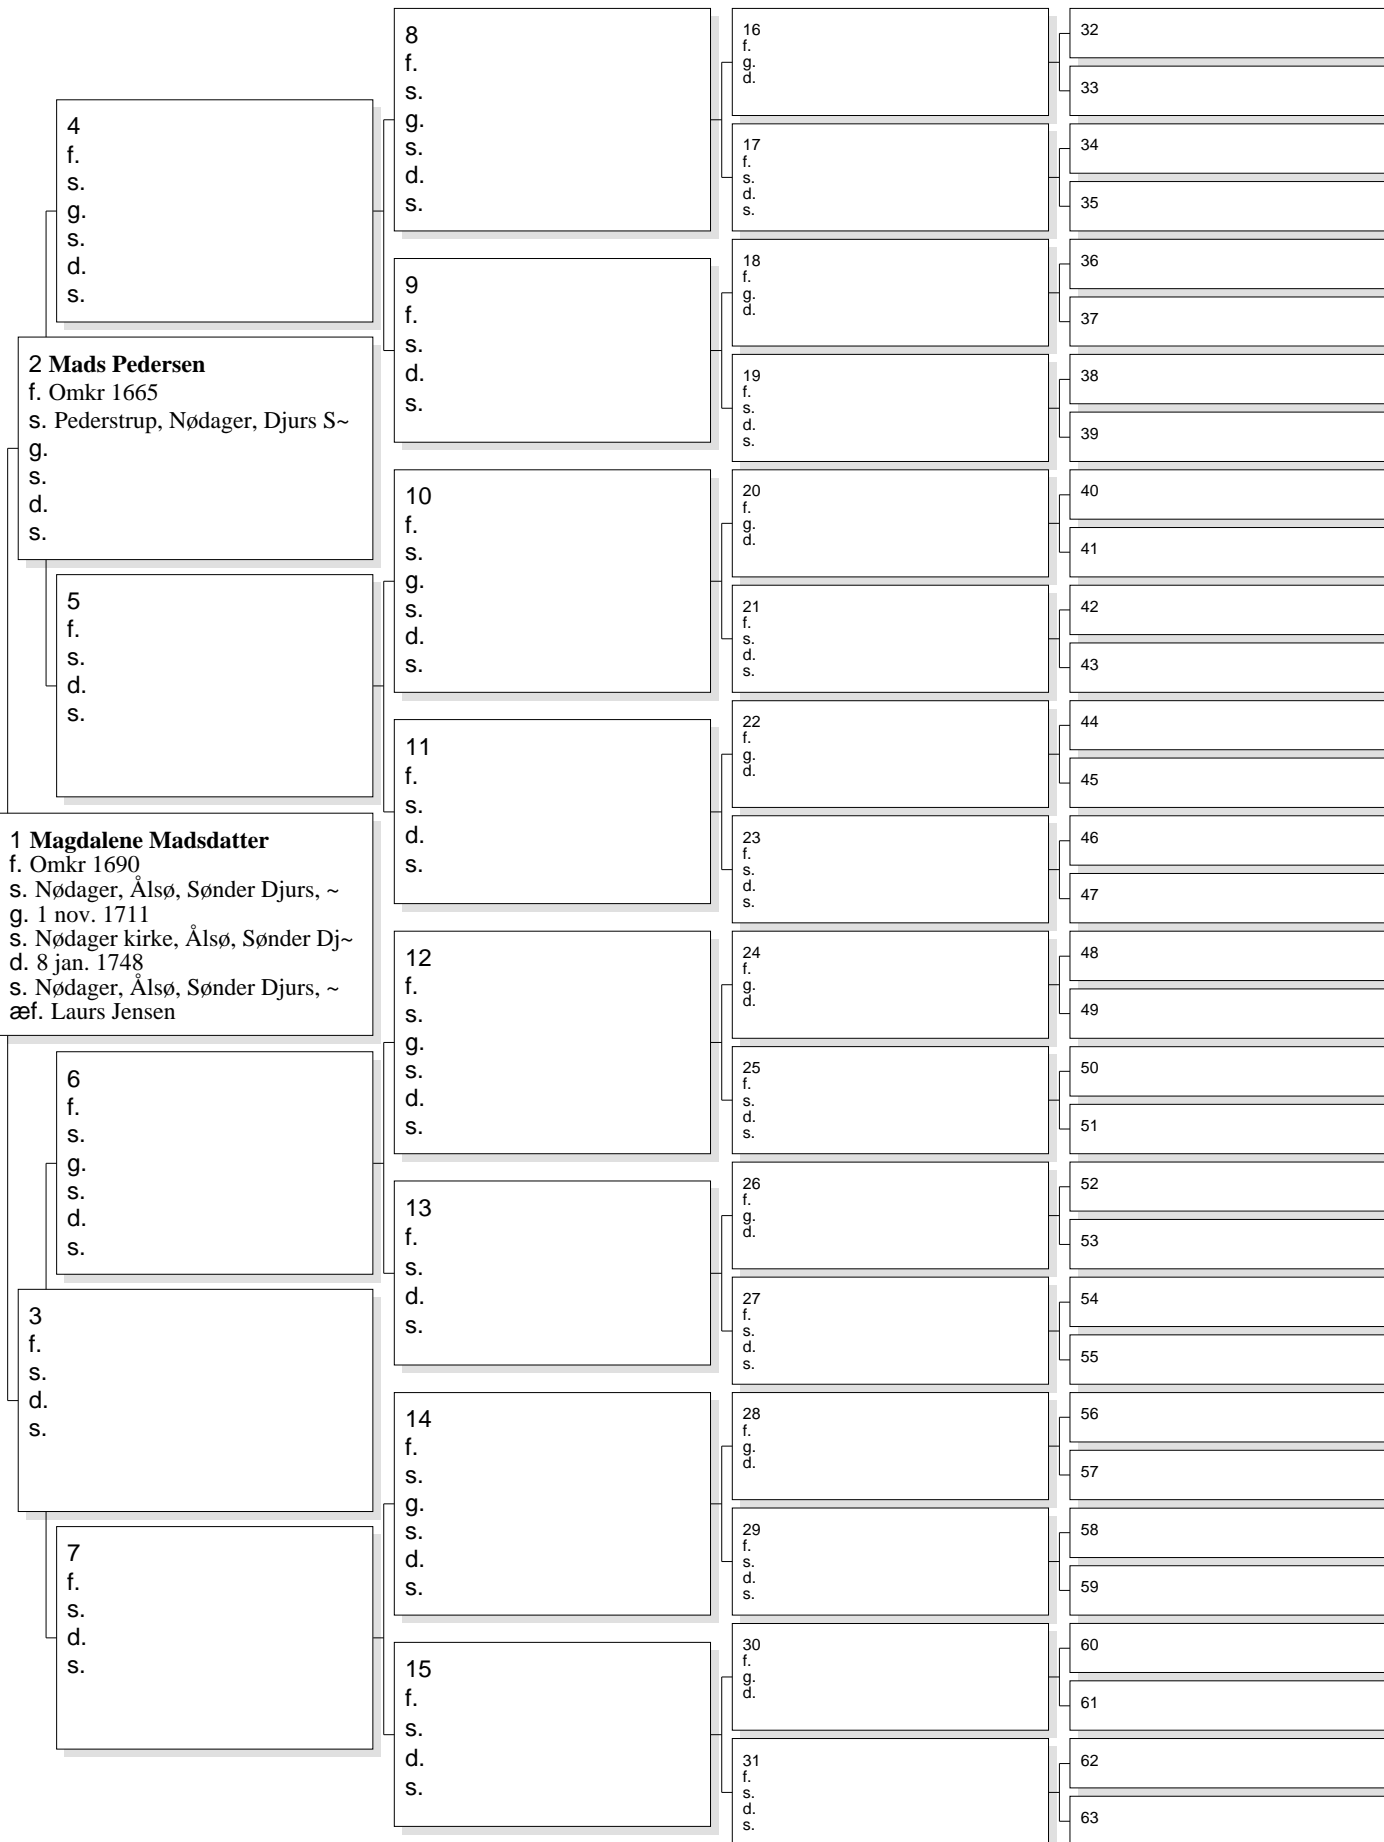 4
f.
s.
g.
s.
d.
s.
2 Mads Pedersen
f. Omkr 1665
s. Pederstrup, Nødager, Djurs S~
g.
s.
d.
s.
5
f.
s.
d.
s.
1 Magdalene Madsdatter
f. Omkr 1690
s. Nødager, Ålsø, Sønder Djurs, ~
g. 1 nov. 1711
s. Nødager kirke, Ålsø, Sønder Dj~
d. 8 jan. 1748
s. Nødager, Ålsø, Sønder Djurs, ~
æf. Laurs Jensen
6
f.
s.
g.
s.
d.
s.
3
f.
s.
d.
s.
7
f.
s.
d.
s.
8
f.
s.
g.
s.
d.
s.
9
f.
s.
d.
s.
10
f.
s.
g.
s.
d.
s.
11
f.
s.
d.
s.
12
f.
s.
g.
s.
d.
s.
13
f.
s.
d.
s.
14
f.
s.
g.
s.
d.
s.
15
f.
s.
d.
s.
16
f.
g.
d.
17
f.
s.
d.
s.
18
f.
g.
d.
19
f.
s.
d.
s.
20
f.
g.
d.
21
f.
s.
d.
s.
22
f.
g.
d.
23
f.
s.
d.
s.
24
f.
g.
d.
25
f.
s.
d.
s.
26
f.
g.
d.
27
f.
s.
d.
s.
28
f.
g.
d.
29
f.
s.
d.
s.
30
f.
g.
d.
31
f.
s.
d.
s.
32
33
34
35
36
37
38
39
40
41
42
43
44
45
46
47
48
49
50
51
52
53
54
55
56
57
58
59
60
61
62
63